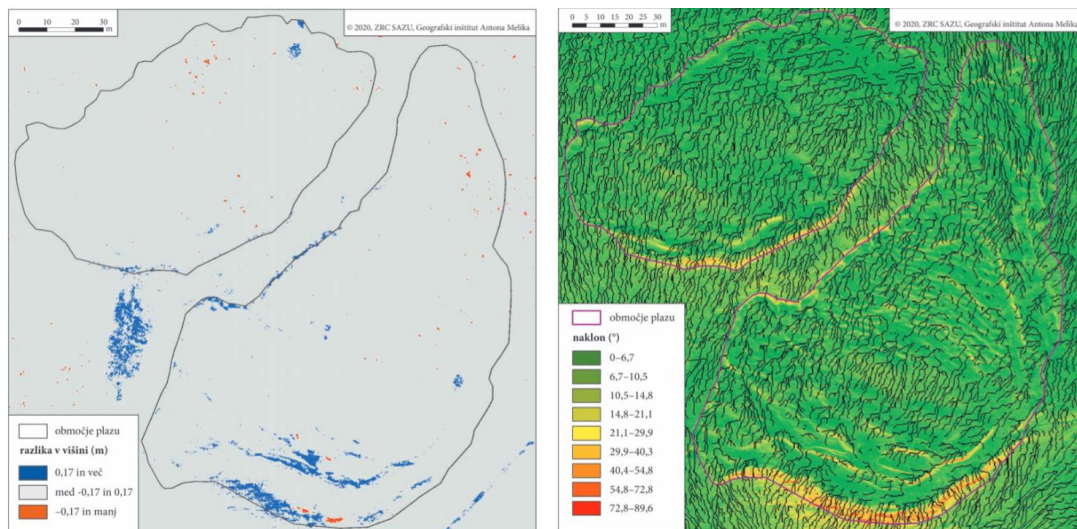 0 10 20 30
m
© 2020, ZRC SAZU, Geografski inštitut Antona Melika
območje plazu
razlika v višini (m)
0,17 in več
med -0,17 in 0,17
–0,17 in manj
0 5 10 15 20 25 30
m
© 2020, ZRC SAZU, Geografski inštitut Antona Melika
območje plazu
naklon (°)
0–6,7
6,7–10,5
10,5–14,8
14,8–21,1
21,1–29,9
29,9–40,3
40,4–54,8
54,8–72,8
72,8–89,6